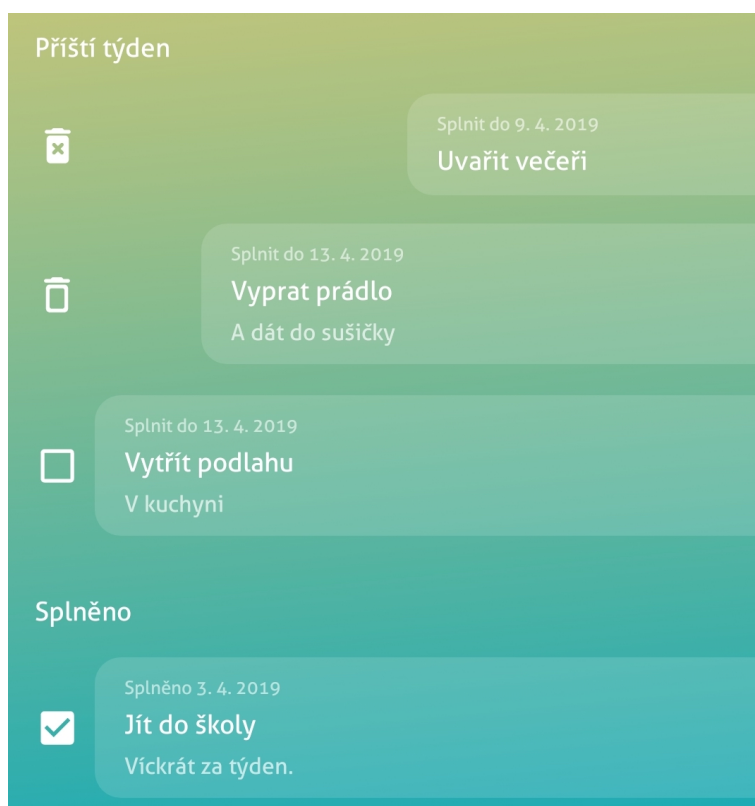 Příští týden
Splnit do 9. 4. 2019
Uvařit večeři
Splnit do 13. 4. 2019
Vyprat prádlo
A dát do sušičky
Splnit do 13. 4. 2019
Vytřít podlahu
V kuchyni
Splněno
Splněno 3. 4. 2019
Jít do školy
Víckrát za týden.